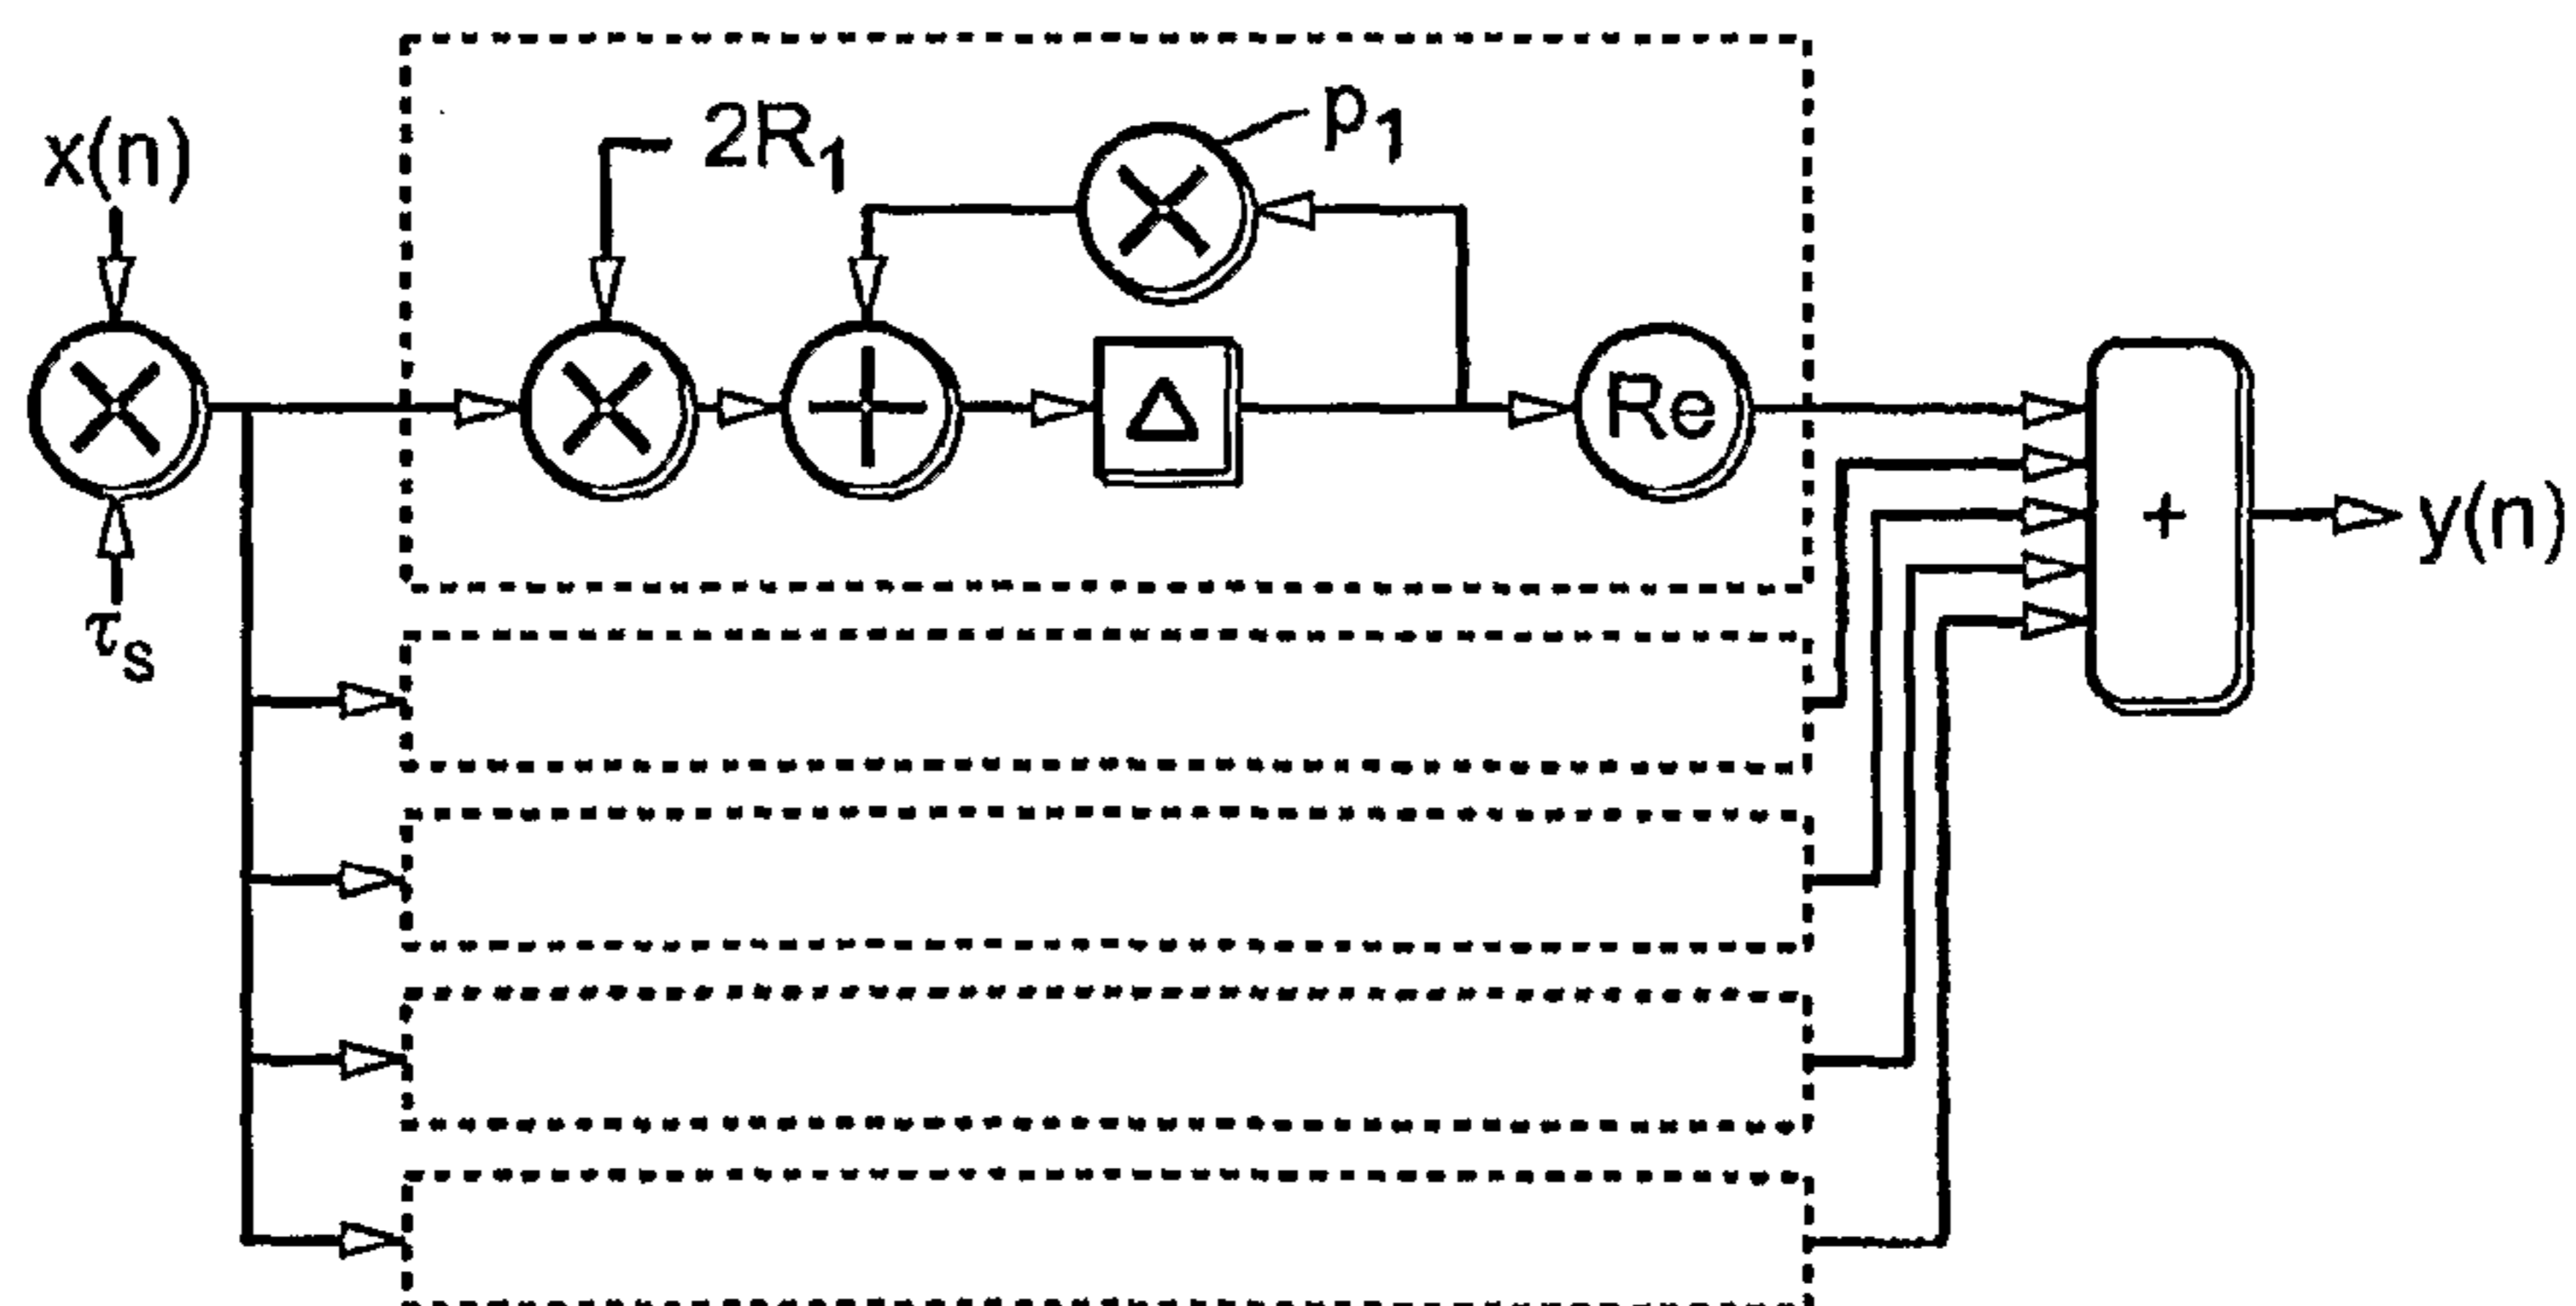 x(n)
2R₁
p₁
Re
+
y(n)
τₛ
Δ